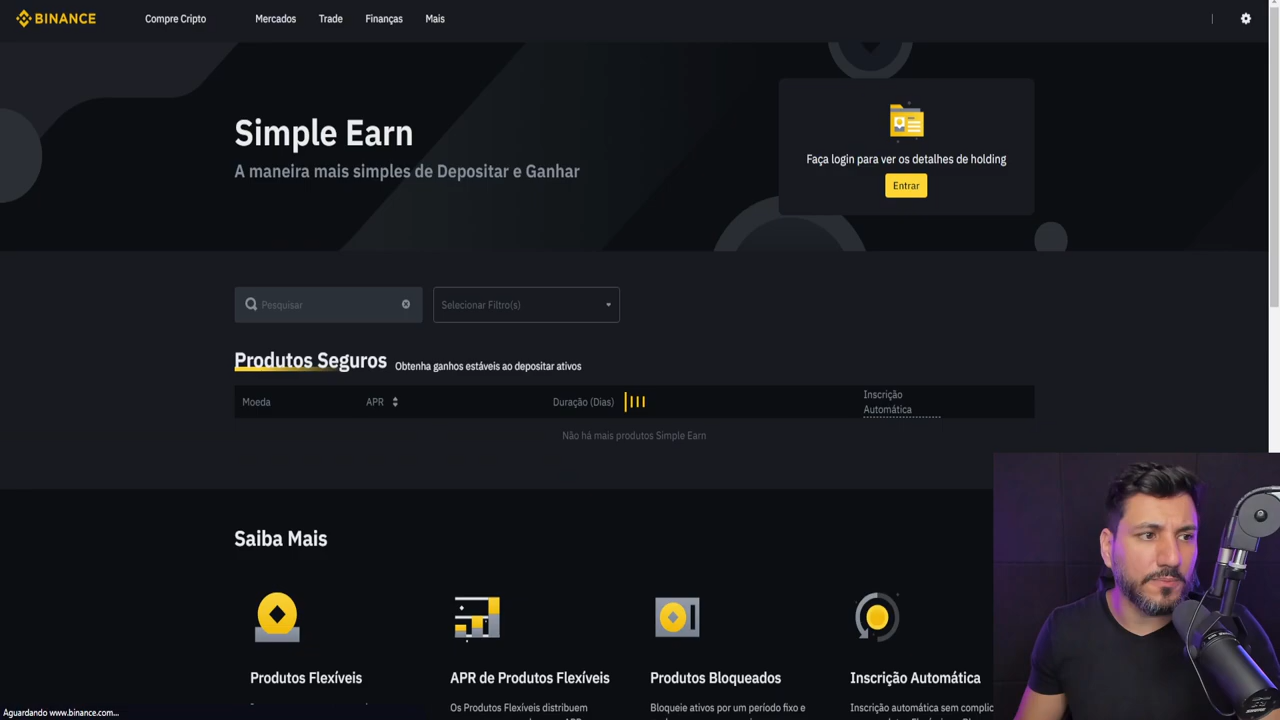 BINANCE
Compre Cripto
Mercados
Trade
Finanças
Mais
Simple Earn
A maneira mais simples de Depositar e Ganhar
Faça login para ver os detalhes de holding
Entrar
Pesquisar
Selecionar Filtro(s)
Produtos Seguros
Obtenha ganhos estáveis ao depositar ativos
Moeda
APR
Duração (Dias)
Inscrição
Automática
Não há mais produtos Simple Earn
Saiba Mais
Produtos Flexíveis
APR de Produtos Flexíveis
Produtos Bloqueados
Inscrição Automática
Os Produtos Flexíveis distribuem
Bloqueie ativos por um período fixo e
Inscrição automática sem
Aguardando www.binance.com...